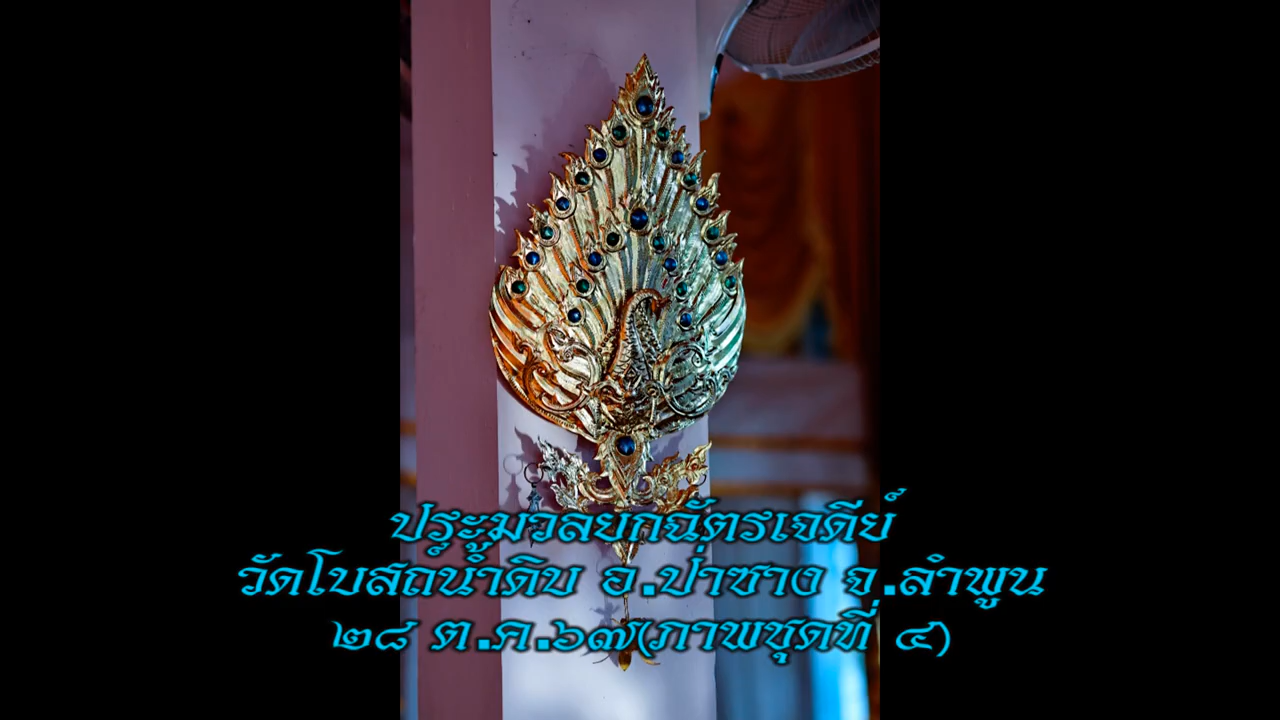 ประมวลยกฉัตรเจดีย์
วัดโบสถ์น้ำดิบ อ.ป่าซาง จ.ลำพูน
๒๘ ต.ค.๖๗(ภาพชุดที่ ๔)